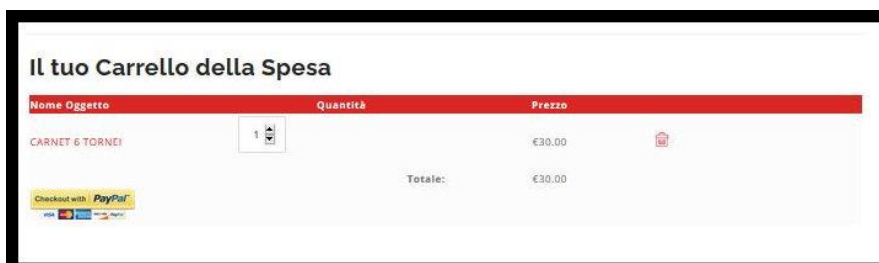 Il tuo Carrello della Spesa
Nome Oggetto Quantità Prezzo
CARNET 6 TORNEI 1 €30.00
Totale: €30.00
Checkout with PayPal
VISA